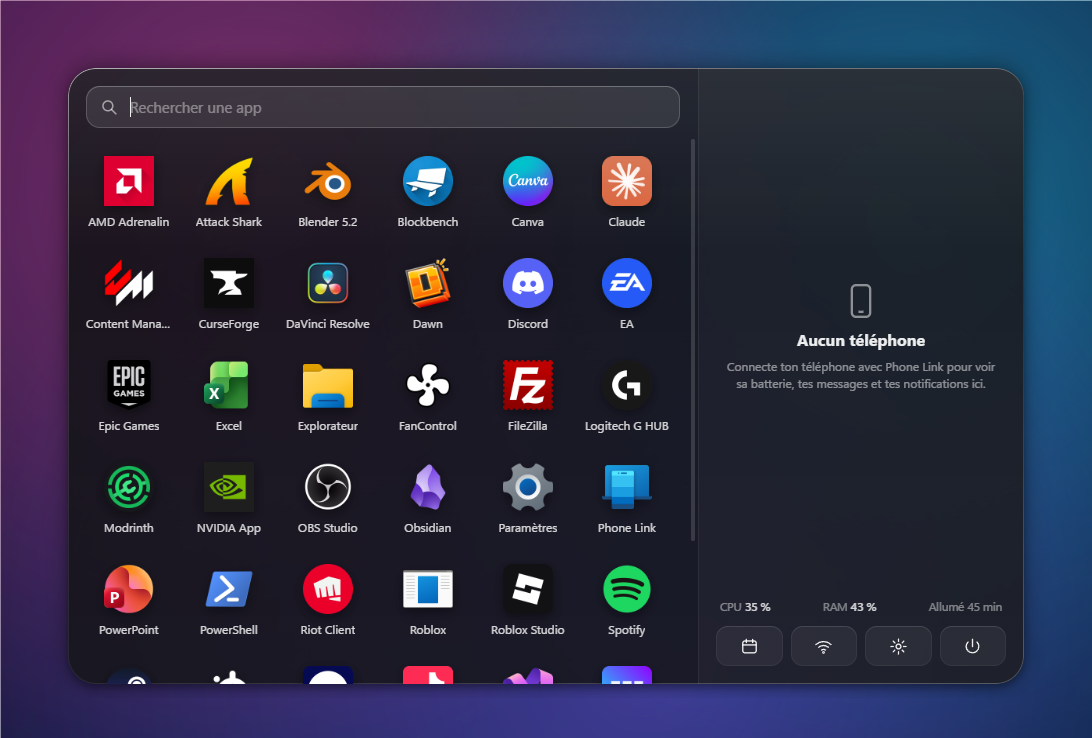 Rechercher une app
AMD Adrenalin
Attack Shark
Blender 5.2
Blockbench
Canva
Canva
Claude
Content Mana...
CurseForge
DaVinci Resolve
Dawn
Discord
EA
EA
EPIC
GAMES
Epic Games
X
Excel
Explorateur
FanControl
Fz
FileZilla
G
Logitech G HUB
Modrinth
NVIDIA App
OBS Studio
Obsidian
Paramètres
Phone Link
P
PowerPoint
PowerShell
Riot Client
Roblox
Roblox Studio
Spotify
Aucun téléphone
Connecte ton téléphone avec Phone Link pour voir
sa batterie, tes messages et tes notifications ici.
CPU 35 %
RAM 43 %
Allumé 45 min